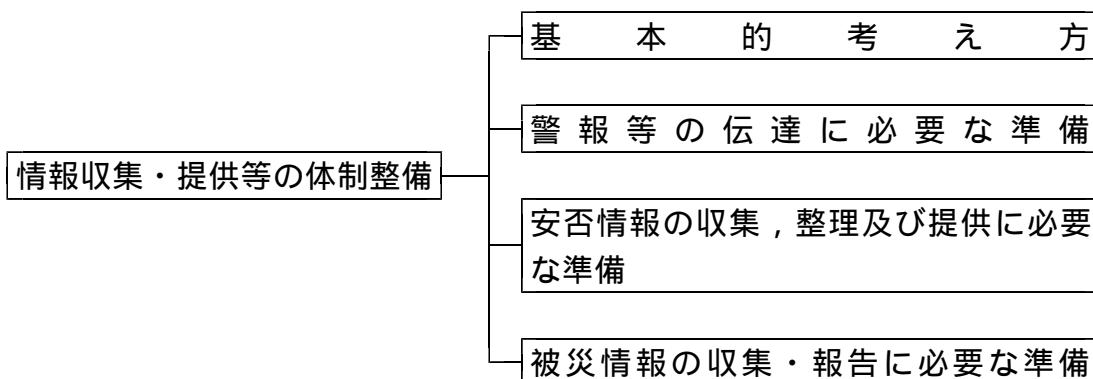 基本的考え方
警報等の伝達に必要な準備
情報収集・提供等の体制整備
安否情報の収集，整理及び提供に必要
な準備
被災情報の収集・報告に必要な準備